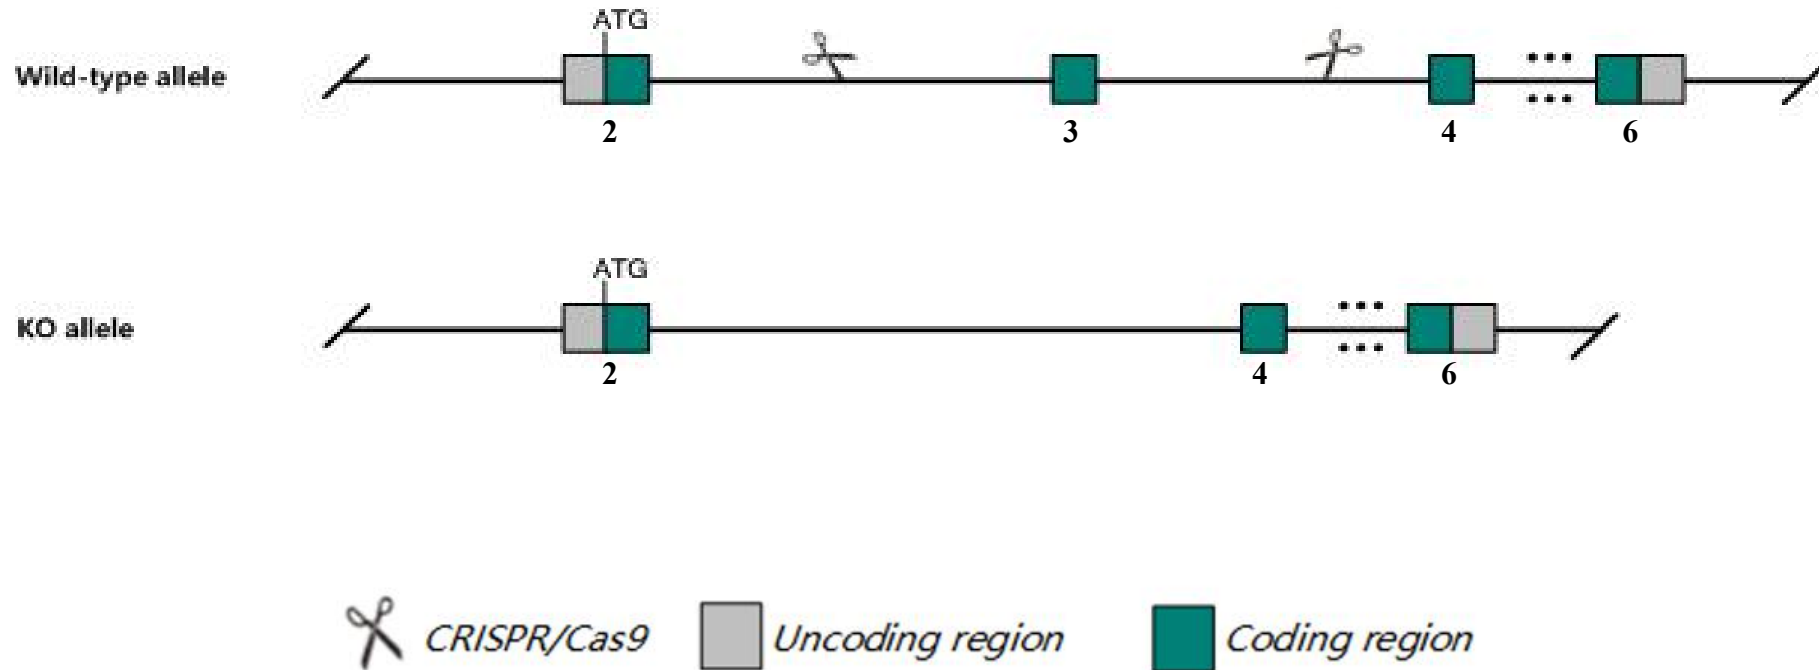 ATG
Wild-type allele
2 3 4 6
ATG
KO allele
2 4 6
CRISPR/Cas9 Uncoding region Coding region